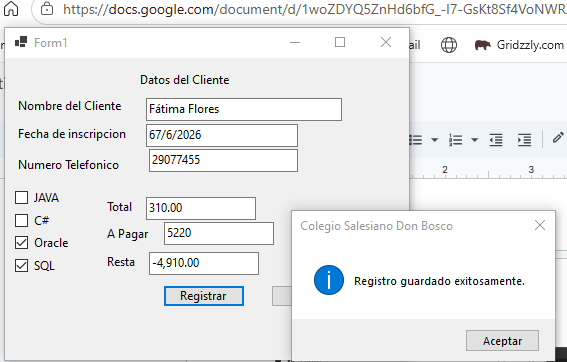 https://docs.google.com/document/d/1woZDYQ5ZnHd6bfG_-I7-GsKt8Sf4VoNWR
Form1
ail
Gridzzly.com
Datos del Cliente
Nombre del Cliente Fátima Flores
Fecha de inscripcion 67/6/2026
Numero Telefonico 29077455
2 3
JAVA
C#
Oracle
SQL
Total 310.00
A Pagar 5220
Resta -4,910.00
Registrar
Colegio Salesiano Don Bosco
Registro guardado exitosamente.
Aceptar